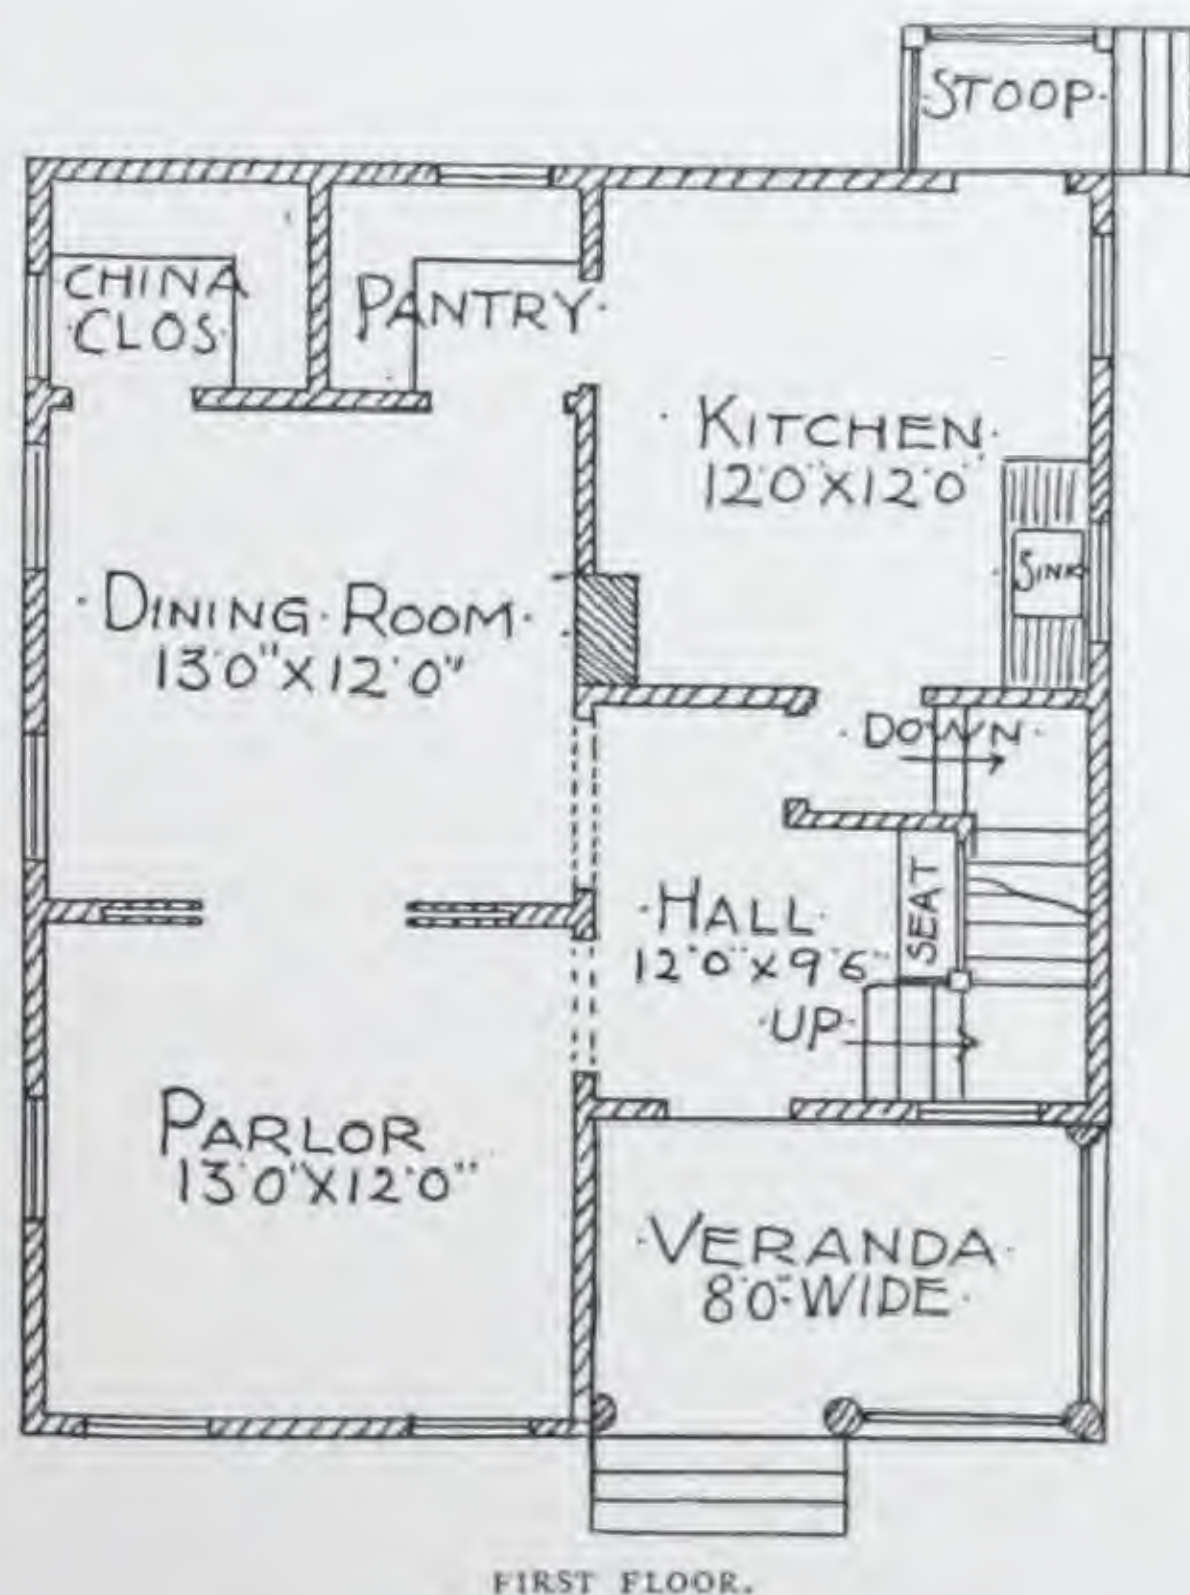 STOOP
CHINA
CLOS
PANTRY
KITCHEN
12'0"X12'0"
SINK
DINING ROOM
13'0"X12'0"
DOWN
HALL
12'0"X9'6"
SEAT
UP
PARLOR
13'0"X12'0"
VERANDA
8'0"-WIDE
FIRST FLOOR.